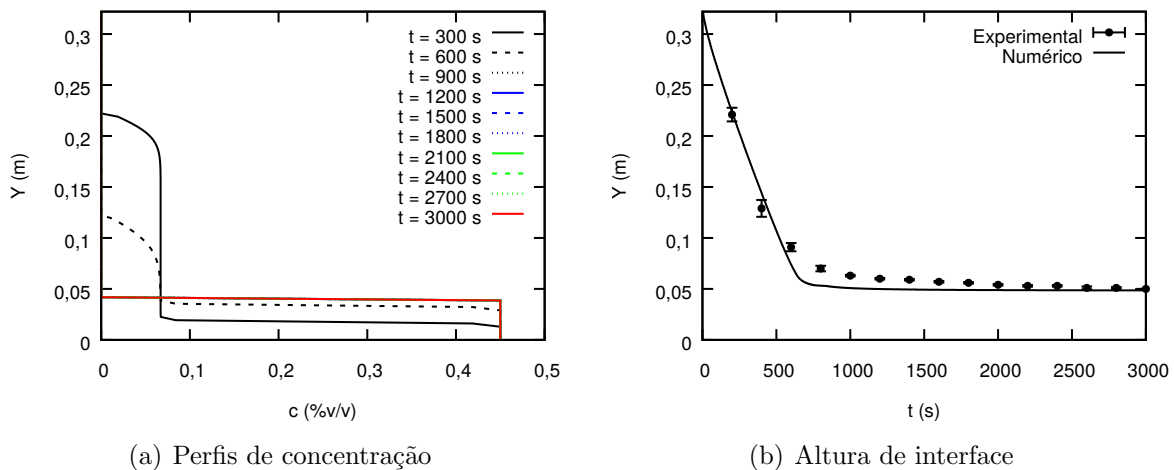 0,3
0,25
0,2
0,15
0,1
0,05
0
Y (m)
0 0,1 0,2 0,3 0,4 0,5
c (%v/v)
t = 300 s
t = 600 s
t = 900 s
t = 1200 s
t = 1500 s
t = 1800 s
t = 2100 s
t = 2400 s
t = 2700 s
t = 3000 s
(a) Perfis de concentração
0,3
0,25
0,2
0,15
0,1
0,05
0
Y (m)
0 500 1000 1500 2000 2500 3000
t (s)
Experimental
Numérico
(b) Altura de interface